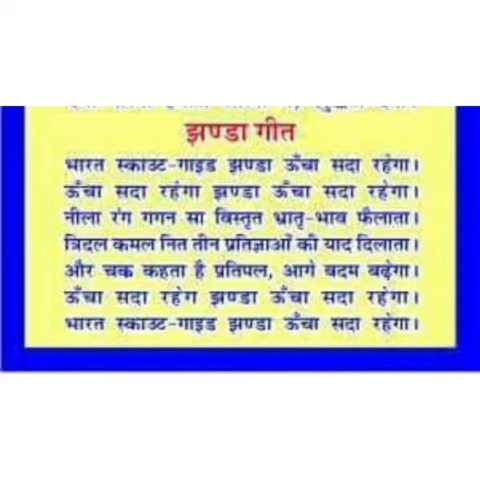 झण्डा गीत
भारत स्काउट-गाइड झण्डा ऊँचा सदा रहेगा।
ऊँचा सदा रहेगा झण्डा ऊँचा सदा रहेगा।
नीला रंग गगन सा विस्तृत भ्रातृ-भाव फैलाता।
त्रिदल कमल नित तीन प्रतिज्ञाओं की याद दिलाता।
और चक्र कहता है प्रतिपल, आगे बदम बढ़ेगा।
ऊँचा सदा रहेग झण्डा ऊँचा सदा रहेगा।
भारत स्काउट-गाइड झण्डा ऊँचा सदा रहेगा।